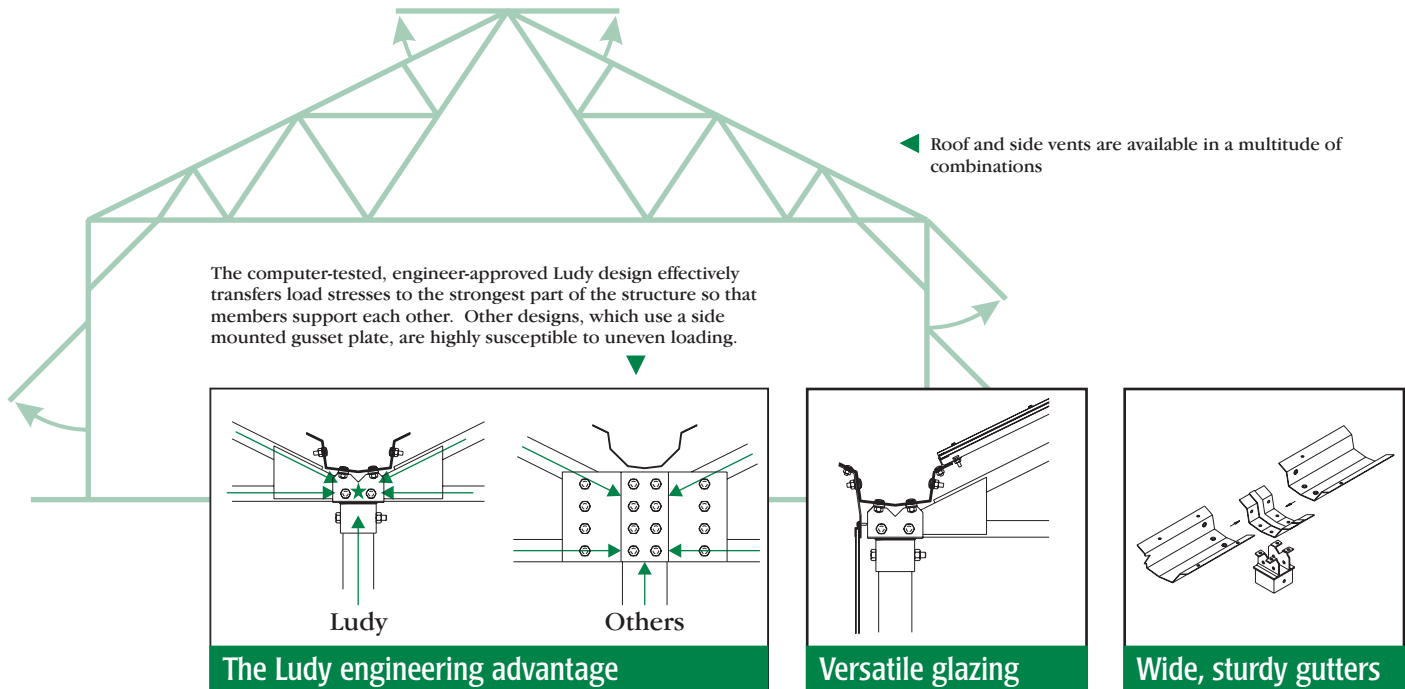 Roof and side vents are available in a multitude of
combinations
The computer-tested, engineer-approved Ludy design effectively
transfers load stresses to the strongest part of the structure so that
members support each other. Other designs, which use a side
mounted gusset plate, are highly susceptible to uneven loading.
Ludy
Others
The Ludy engineering advantage
Versatile glazing
Wide, sturdy gutters